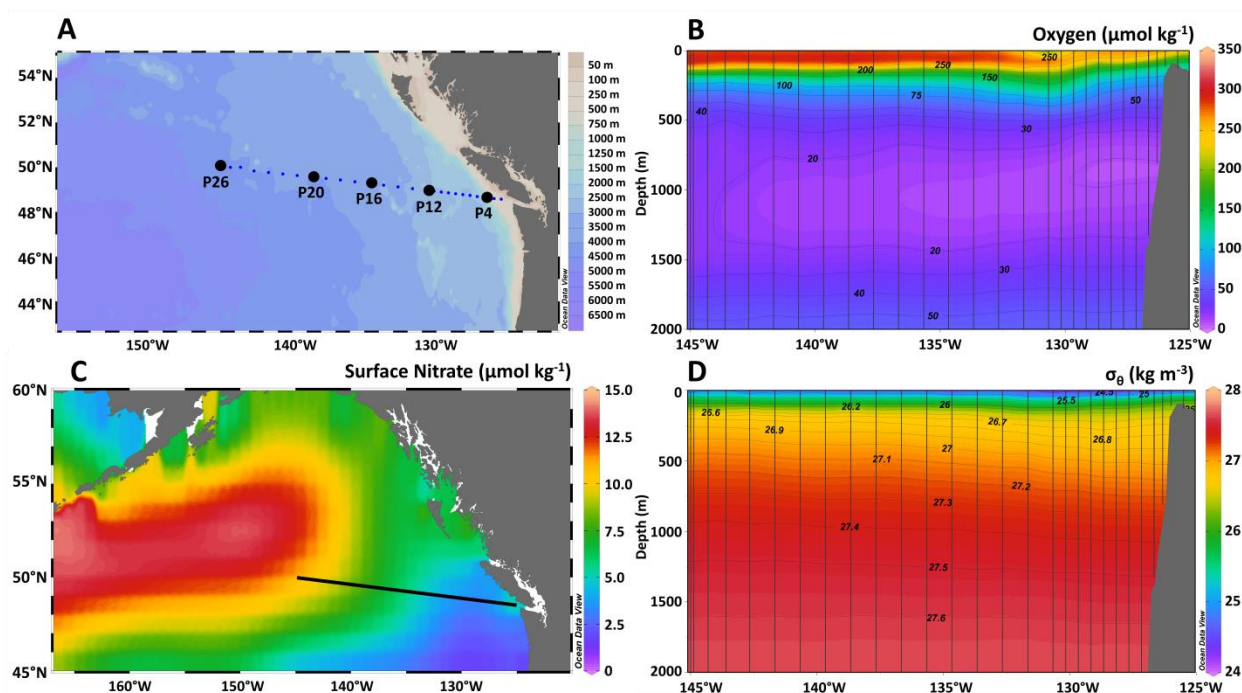 A
54°N
52°N
50°N
48°N
46°N
44°N
150°W
140°W
130°W
P26
P20
P16
P12
P4
50 m
100 m
250 m
500 m
750 m
1000 m
1250 m
1500 m
1750 m
2000 m
2500 m
3000 m
3500 m
4000 m
4500 m
5000 m
5500 m
6000 m
6500 m
Ocean Data View
B
Oxygen (μmol kg⁻¹)
Depth (m)
0
500
1000
1500
2000
145°W
140°W
135°W
130°W
125°W
250
250
200
150
100
75
50
40
30
20
20
30
40
50
350
300
250
200
150
100
50
0
Ocean Data View
C
Surface Nitrate (μmol kg⁻¹)
60°N
55°N
50°N
45°N
160°W
150°W
140°W
130°W
15.0
12.5
10.0
7.5
5.0
2.5
0
Ocean Data View
D
σθ (kg m⁻³)
Depth (m)
0
500
1000
1500
2000
145°W
140°W
135°W
130°W
125°W
24.5
25
25.5
26
26.2
26.6
26.7
26.8
26.9
27
27.1
27.2
27.3
27.4
27.5
27.6
28
27
26
25
24
Ocean Data View